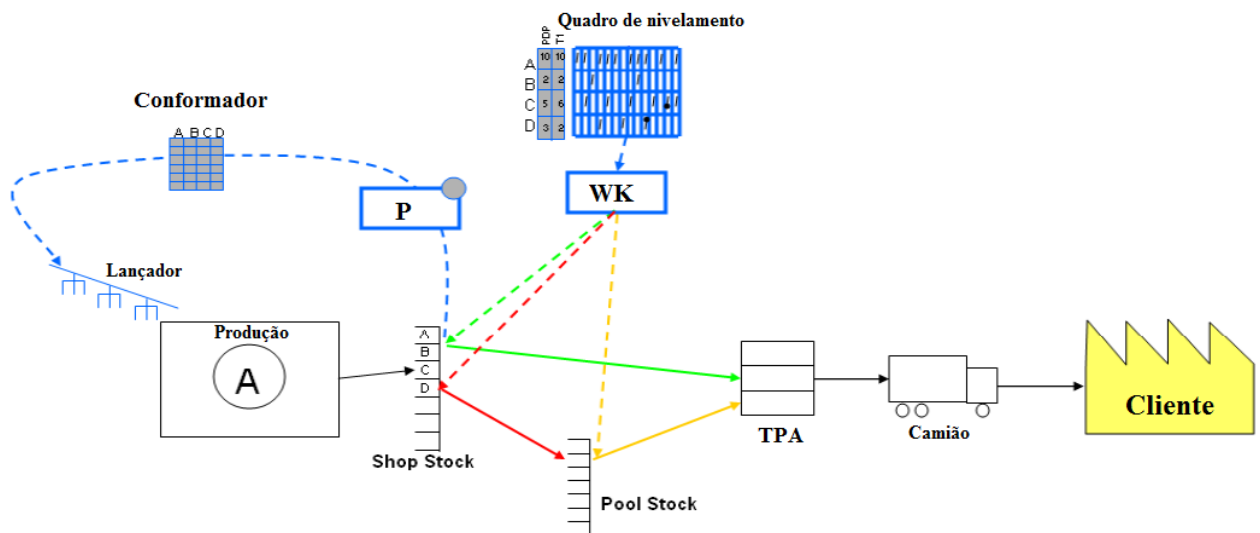 Quadro de nivelamento
PDP T1
A 10 10
B 2 2
C 5 6
D 3 2
Conformador
A B C D
P
WK
Lançador
Produção
A
A
B
C
D
Shop Stock
Pool Stock
TPA
Camião
Cliente